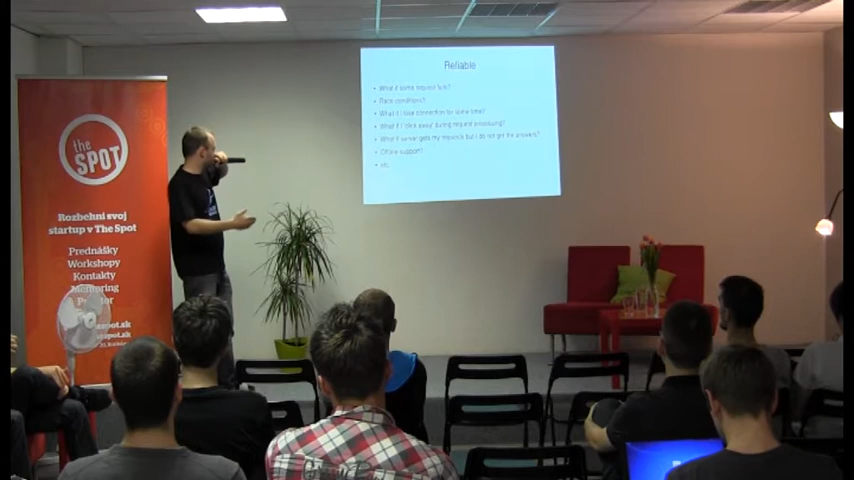 the
SPOT
Rozbehni svoj
startup v The Spot
Prednášky
Workshopy
Kontakty
Mentoring
Reliable
• What if some request fails?
• Race conditions?
• What if I lose connection for some time?
• What if I 'click away' during request processing?
• What if server gets my requests but I do not get the answers?
• Offline support?
• etc.